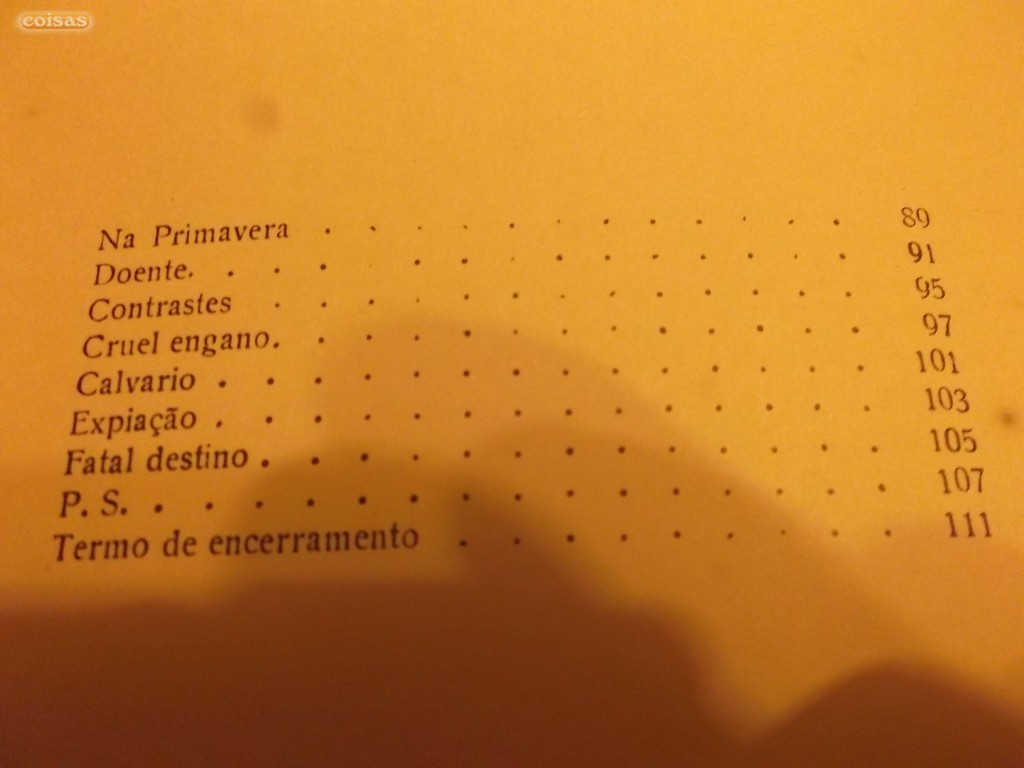 coisas
Na Primavera . . . . . . . . . . . . 89
Doente. . . . . . . . . . . . . . 91
Contrastes . . . . . . . . . . . . . 95
Cruel engano. . . . . . . . . . . . . 97
Calvario . . . . . . . . . . . . . . 101
Expiação . . . . . . . . . . . . . . 103
Fatal destino . . . . . . . . . . . . . 105
P. S. . . . . . . . . . . . . . . . 107
Termo de encerramento . . . . . . . . . 111